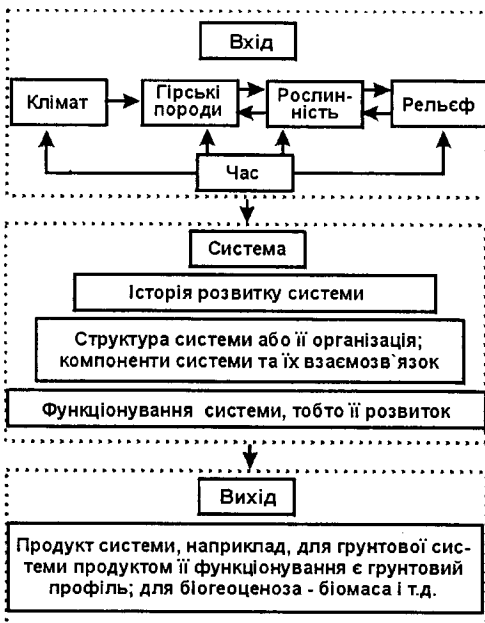 Вхід
Клімат
Гірські
породи
Рослин-
ність
Рельєф
Час
Система
Історія розвитку системи
Структура системи або її організація;
компоненти системи та їх взаємозв`язок
Функціонування системи, тобто її розвиток
Вихід
Продукт системи, наприклад, для грунтової сис-
теми продуктом її функціонування є грунтовий
профіль; для біогеоценоза - біомаса і т.д.